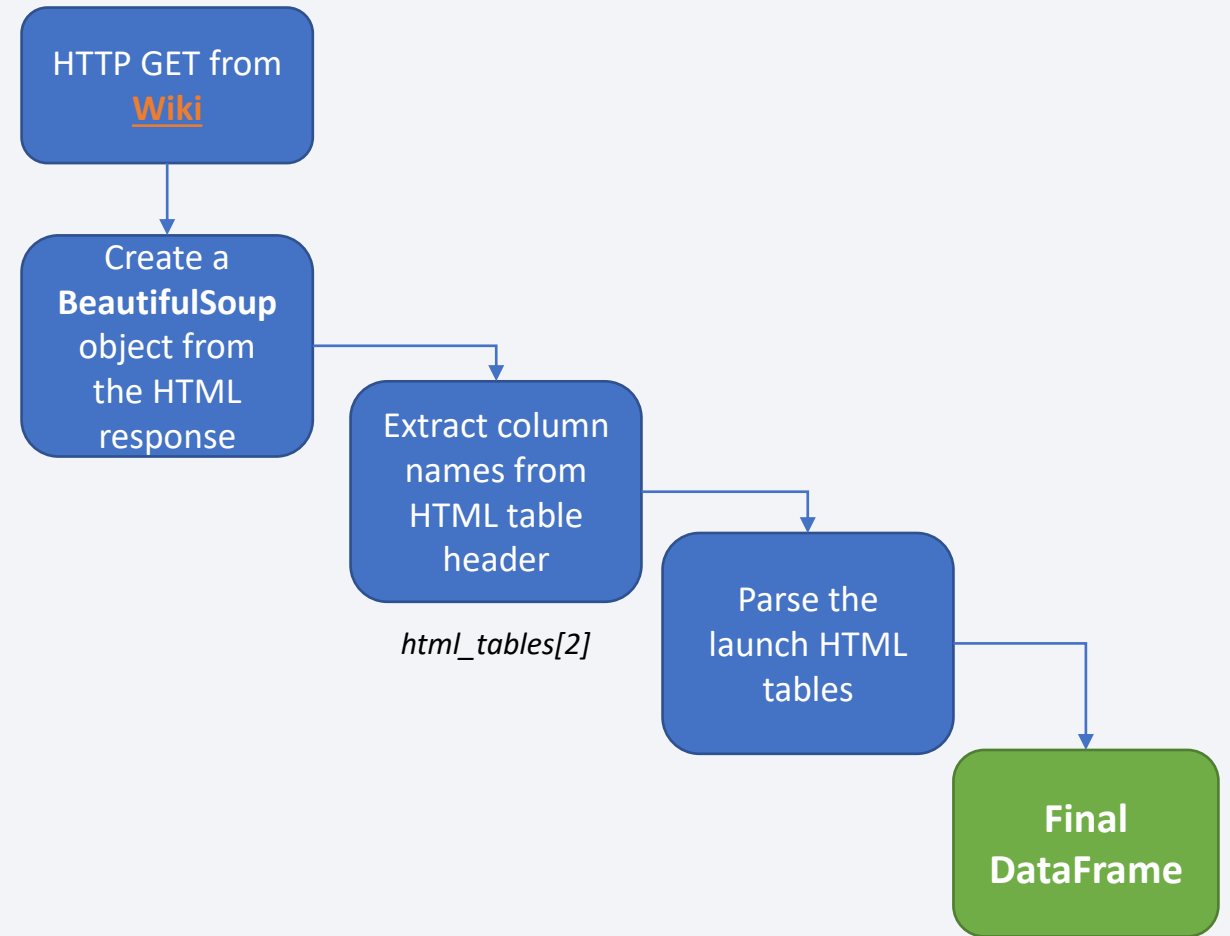 HTTP GET from
Wiki
Create a
BeautifulSoup
object from
the HTML
response
Extract column
names from
HTML table
header
html_tables[2]
Parse the
launch HTML
tables
Final
DataFrame